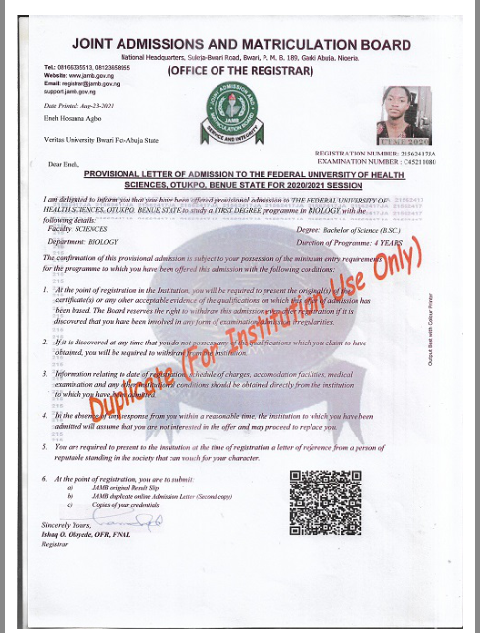 JOINT ADMISSIONS AND MATRICULATION BOARD
National Headquarters, Suleja-Bwari Road, Bwari, P. M. B. 189, Garki Abuja, Nigeria
(OFFICE OF THE REGISTRAR)
Tel.: 08166335513, 08123658955
Website: www.jamb.gov.ng
Email: registrar@jamb.gov.ng
support.jamb.gov.ng
Date Printed: Aug-23-2021
Eneh Hosanna Agbo
JAMB
SERVICE AND INTEGRITY
UTME 2020
Veritas University Bwari Fct-Abuja State
REGISTRATION NUMBER:
EXAMINATION NUMBER :
Dear Eneh,
PROVISIONAL LETTER OF ADMISSION TO THE FEDERAL UNIVERSITY OF HEALTH
SCIENCES, OTUKPO, BENUE STATE FOR 2020/2021 SESSION
I am delighted to inform you that you have been offered provisional admission to THE FEDERAL UNIVERSITY OF
HEALTH SCIENCES, OTUKPO, BENUE STATE to study a FIRST DEGREE programme in BIOLOGY with the
following details:
Faculty: SCIENCES Degree: Bachelor of Science (B.SC.)
Department: BIOLOGY Duration of Programme: 4 YEARS
The confirmation of this provisional admission is subject to your possession of the minimum entry requirements
for the programme to which you have been offered this admission with the following conditions:
1. At the point of registration in the Institution, you will be required to present the original(s) of the
certificate(s) or any other acceptable evidence of the qualifications on which this offer of admission has
been based. The Board reserves the right to withdraw this admission even after registration if it is
discovered that you have been involved in any form of examination/admission irregularities.
2. If it is discovered at any time that you do not possess any of the qualifications which you claim to have
obtained, you will be required to withdraw from the institution.
3. Information relating to date of registration, schedule of charges, accomodation facilities, medical
examination and any other institutional conditions should be obtained directly from the institution
to which you have been admitted.
4. In the absence of any response from you within a reasonable time, the institution to which you have been
admitted will assume that you are not interested in the offer and may proceed to replace you.
5. You are required to present to the institution at the time of registration a letter of reference from a person of
reputable standing in the society that can vouch for your character.
6. At the point of registration, you are to submit:
a) JAMB original Result Slip
b) JAMB duplicate online Admission Letter (Second copy)
c) Copies of your credentials
Sincerely Yours,
Ishaq O. Oloyede, OFR, FNAL
Registrar
Duplicate (For Institution Use Only)
Output Best with Colour Printer